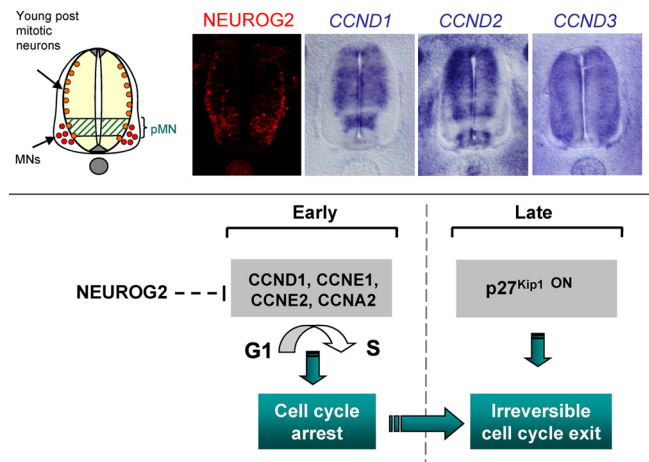 Young post
mitotic
neurons
pMN
MNs
NEUROG2 CCND1 CCND2 CCND3
Early
Late
NEUROG2
CCND1, CCNE1,
CCNE2, CCNA2
p27Kip1 ON
G1 S
Cell cycle
arrest
Irreversible
cell cycle exit